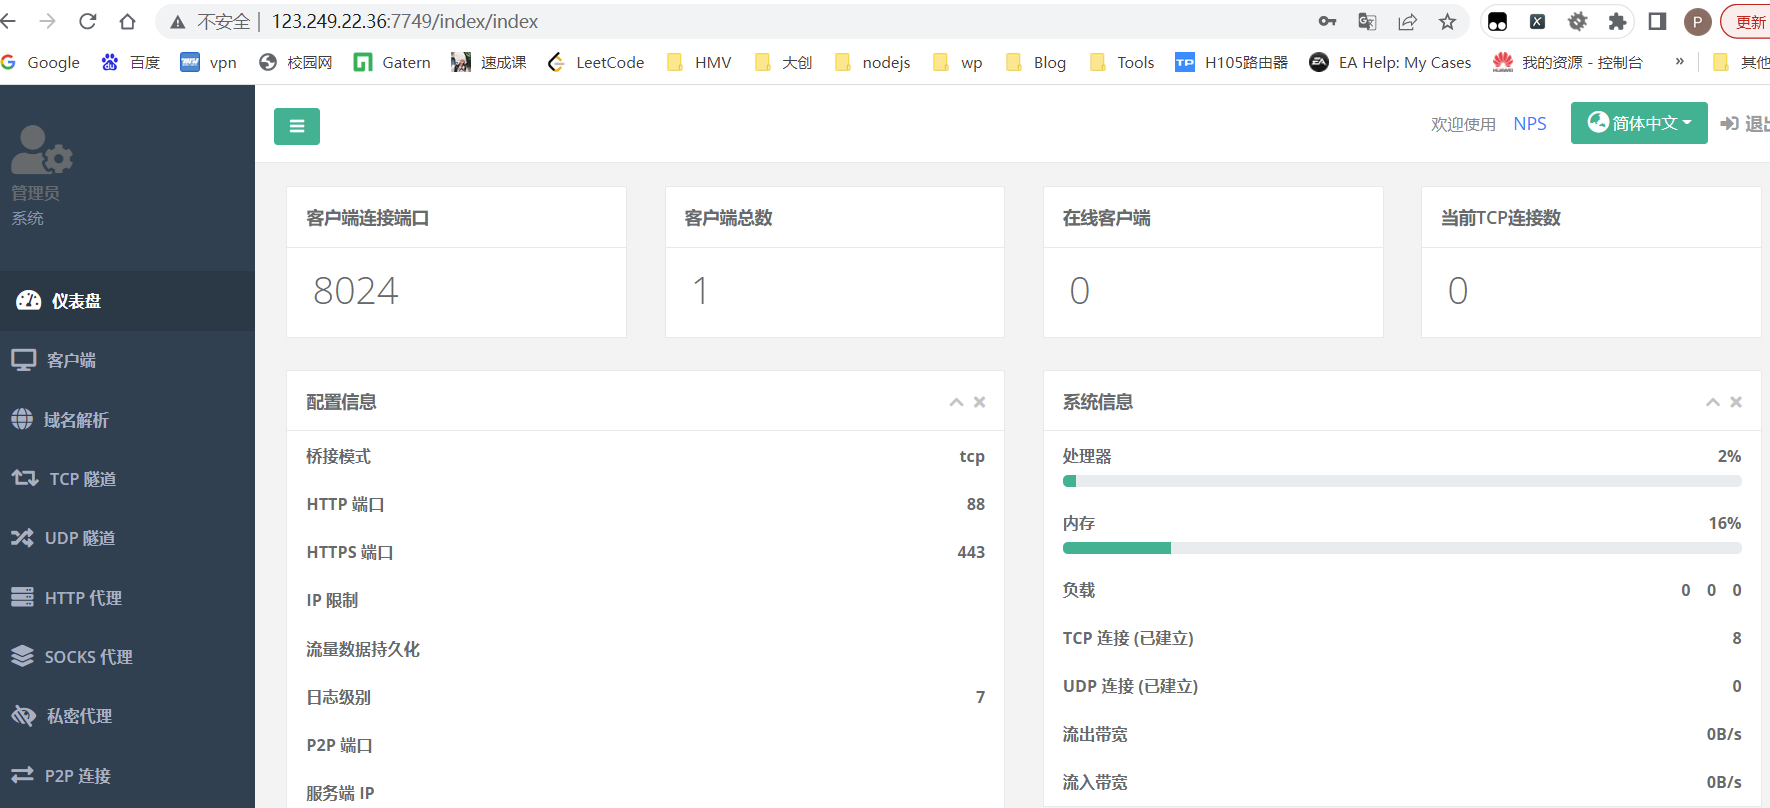 不安全 | 123.249.22.36:7749/index/index
更新
Google 百度 vpn 校园网 Gatern 速成课 LeetCode HMV 大创 nodejs wp Blog Tools H105路由器 EA Help: My Cases 我的资源 - 控制台 » 其他
管理员
系统
仪表盘
客户端
域名解析
TCP 隧道
UDP 隧道
HTTP 代理
SOCKS 代理
私密代理
P2P 连接
欢迎使用 NPS 简体中文 退出
客户端连接端口
8024
客户端总数
1
在线客户端
0
当前TCP连接数
0
配置信息
桥接模式 tcp
HTTP 端口 88
HTTPS 端口 443
IP 限制
流量数据持久化
日志级别 7
P2P 端口
服务端 IP
系统信息
处理器 2%
内存 16%
负载 0 0 0
TCP 连接 (已建立) 8
UDP 连接 (已建立) 0
流出带宽 0B/s
流入带宽 0B/s